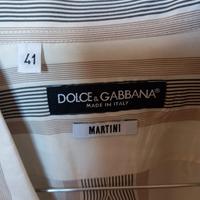 41
DOLCE & GABBANA®
MADE IN ITALY
MARTINI